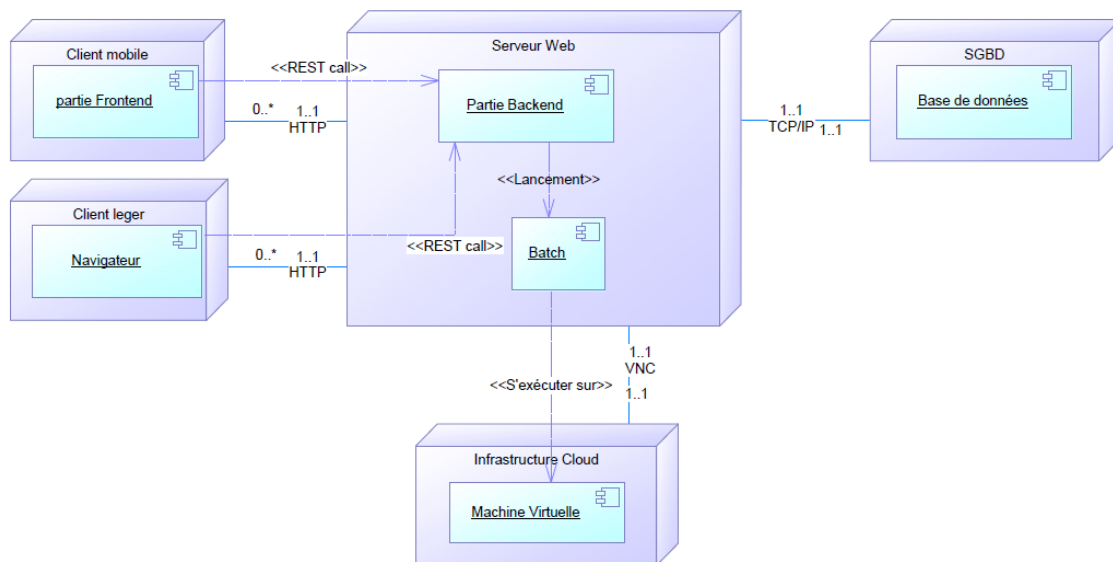 Client mobile
partie Frontend
<<REST call>>
0..*
1..1
HTTP
Serveur Web
Partie Backend
<<Lancement>>
Batch
SGBD
Base de données
1..1
TCP/IP
1..1
Client leger
Navigateur
<<REST call>>
0..*
1..1
HTTP
1..1
VNC
1..1
<<S'exécuter sur>>
Infrastructure Cloud
Machine Virtuelle